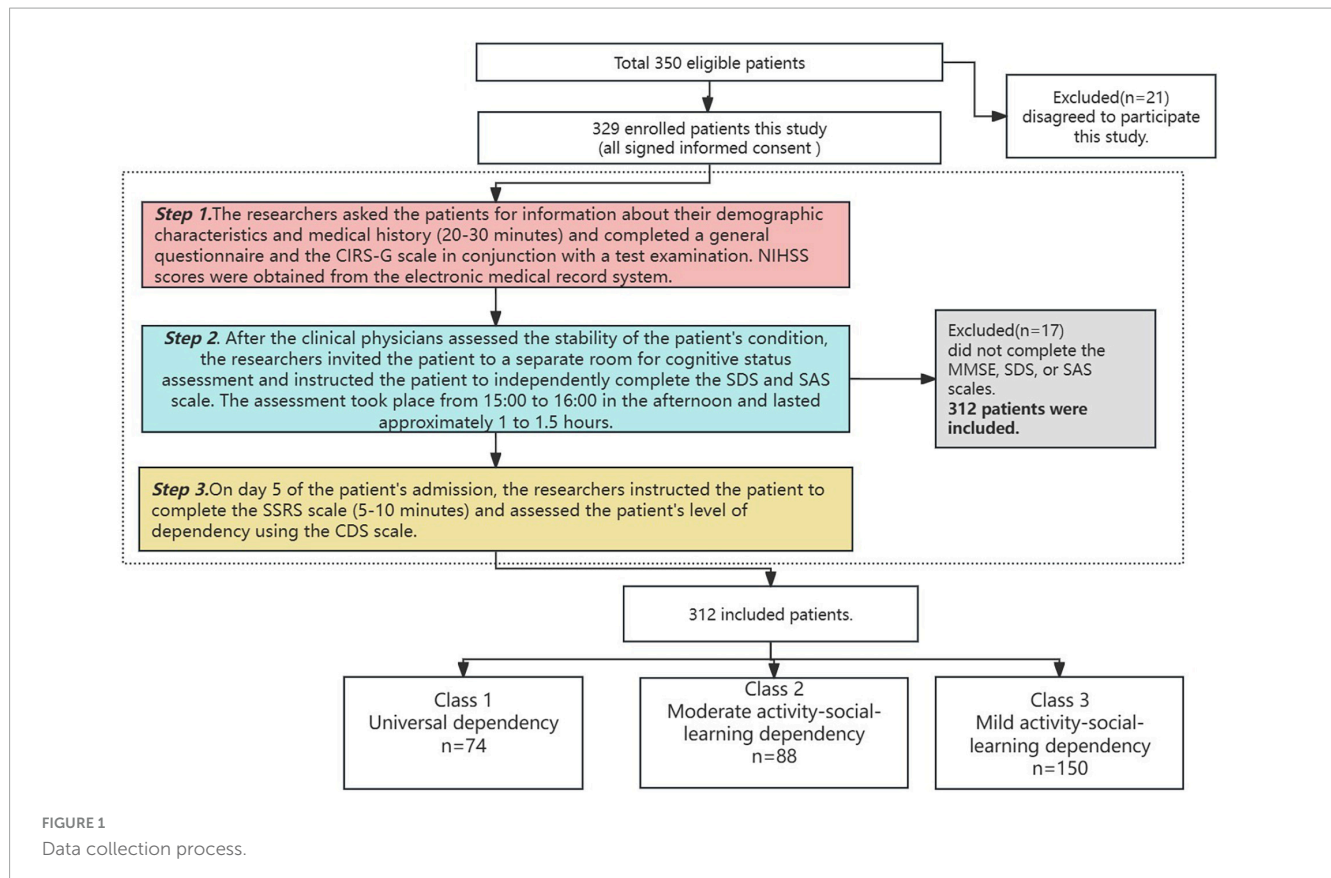 Total 350 eligible patients
Excluded(n=21)
disagreed to participate
this study.
329 enrolled patients this study
(all signed informed consent )
Step 1.The researchers asked the patients for information about their demographic
characteristics and medical history (20-30 minutes) and completed a general
questionnaire and the CIRS-G scale in conjunction with a test examination. NIHSS
scores were obtained from the electronic medical record system.
Step 2. After the clinical physicians assessed the stability of the patient's condition,
the researchers invited the patient to a separate room for cognitive status
assessment and instructed the patient to independently complete the SDS and SAS
scale. The assessment took place from 15:00 to 16:00 in the afternoon and lasted
approximately 1 to 1.5 hours.
Excluded(n=17)
did not complete the
MMSE, SDS, or SAS
scales.
312 patients were
included.
Step 3.On day 5 of the patient's admission, the researchers instructed the patient to
complete the SSRS scale (5-10 minutes) and assessed the patient's level of
dependency using the CDS scale.
312 included patients.
Class 1
Universal dependency
n=74
Class 2
Moderate activity-social-
learning dependency
n=88
Class 3
Mild activity-social-
learning dependency
n=150
FIGURE 1
Data collection process.